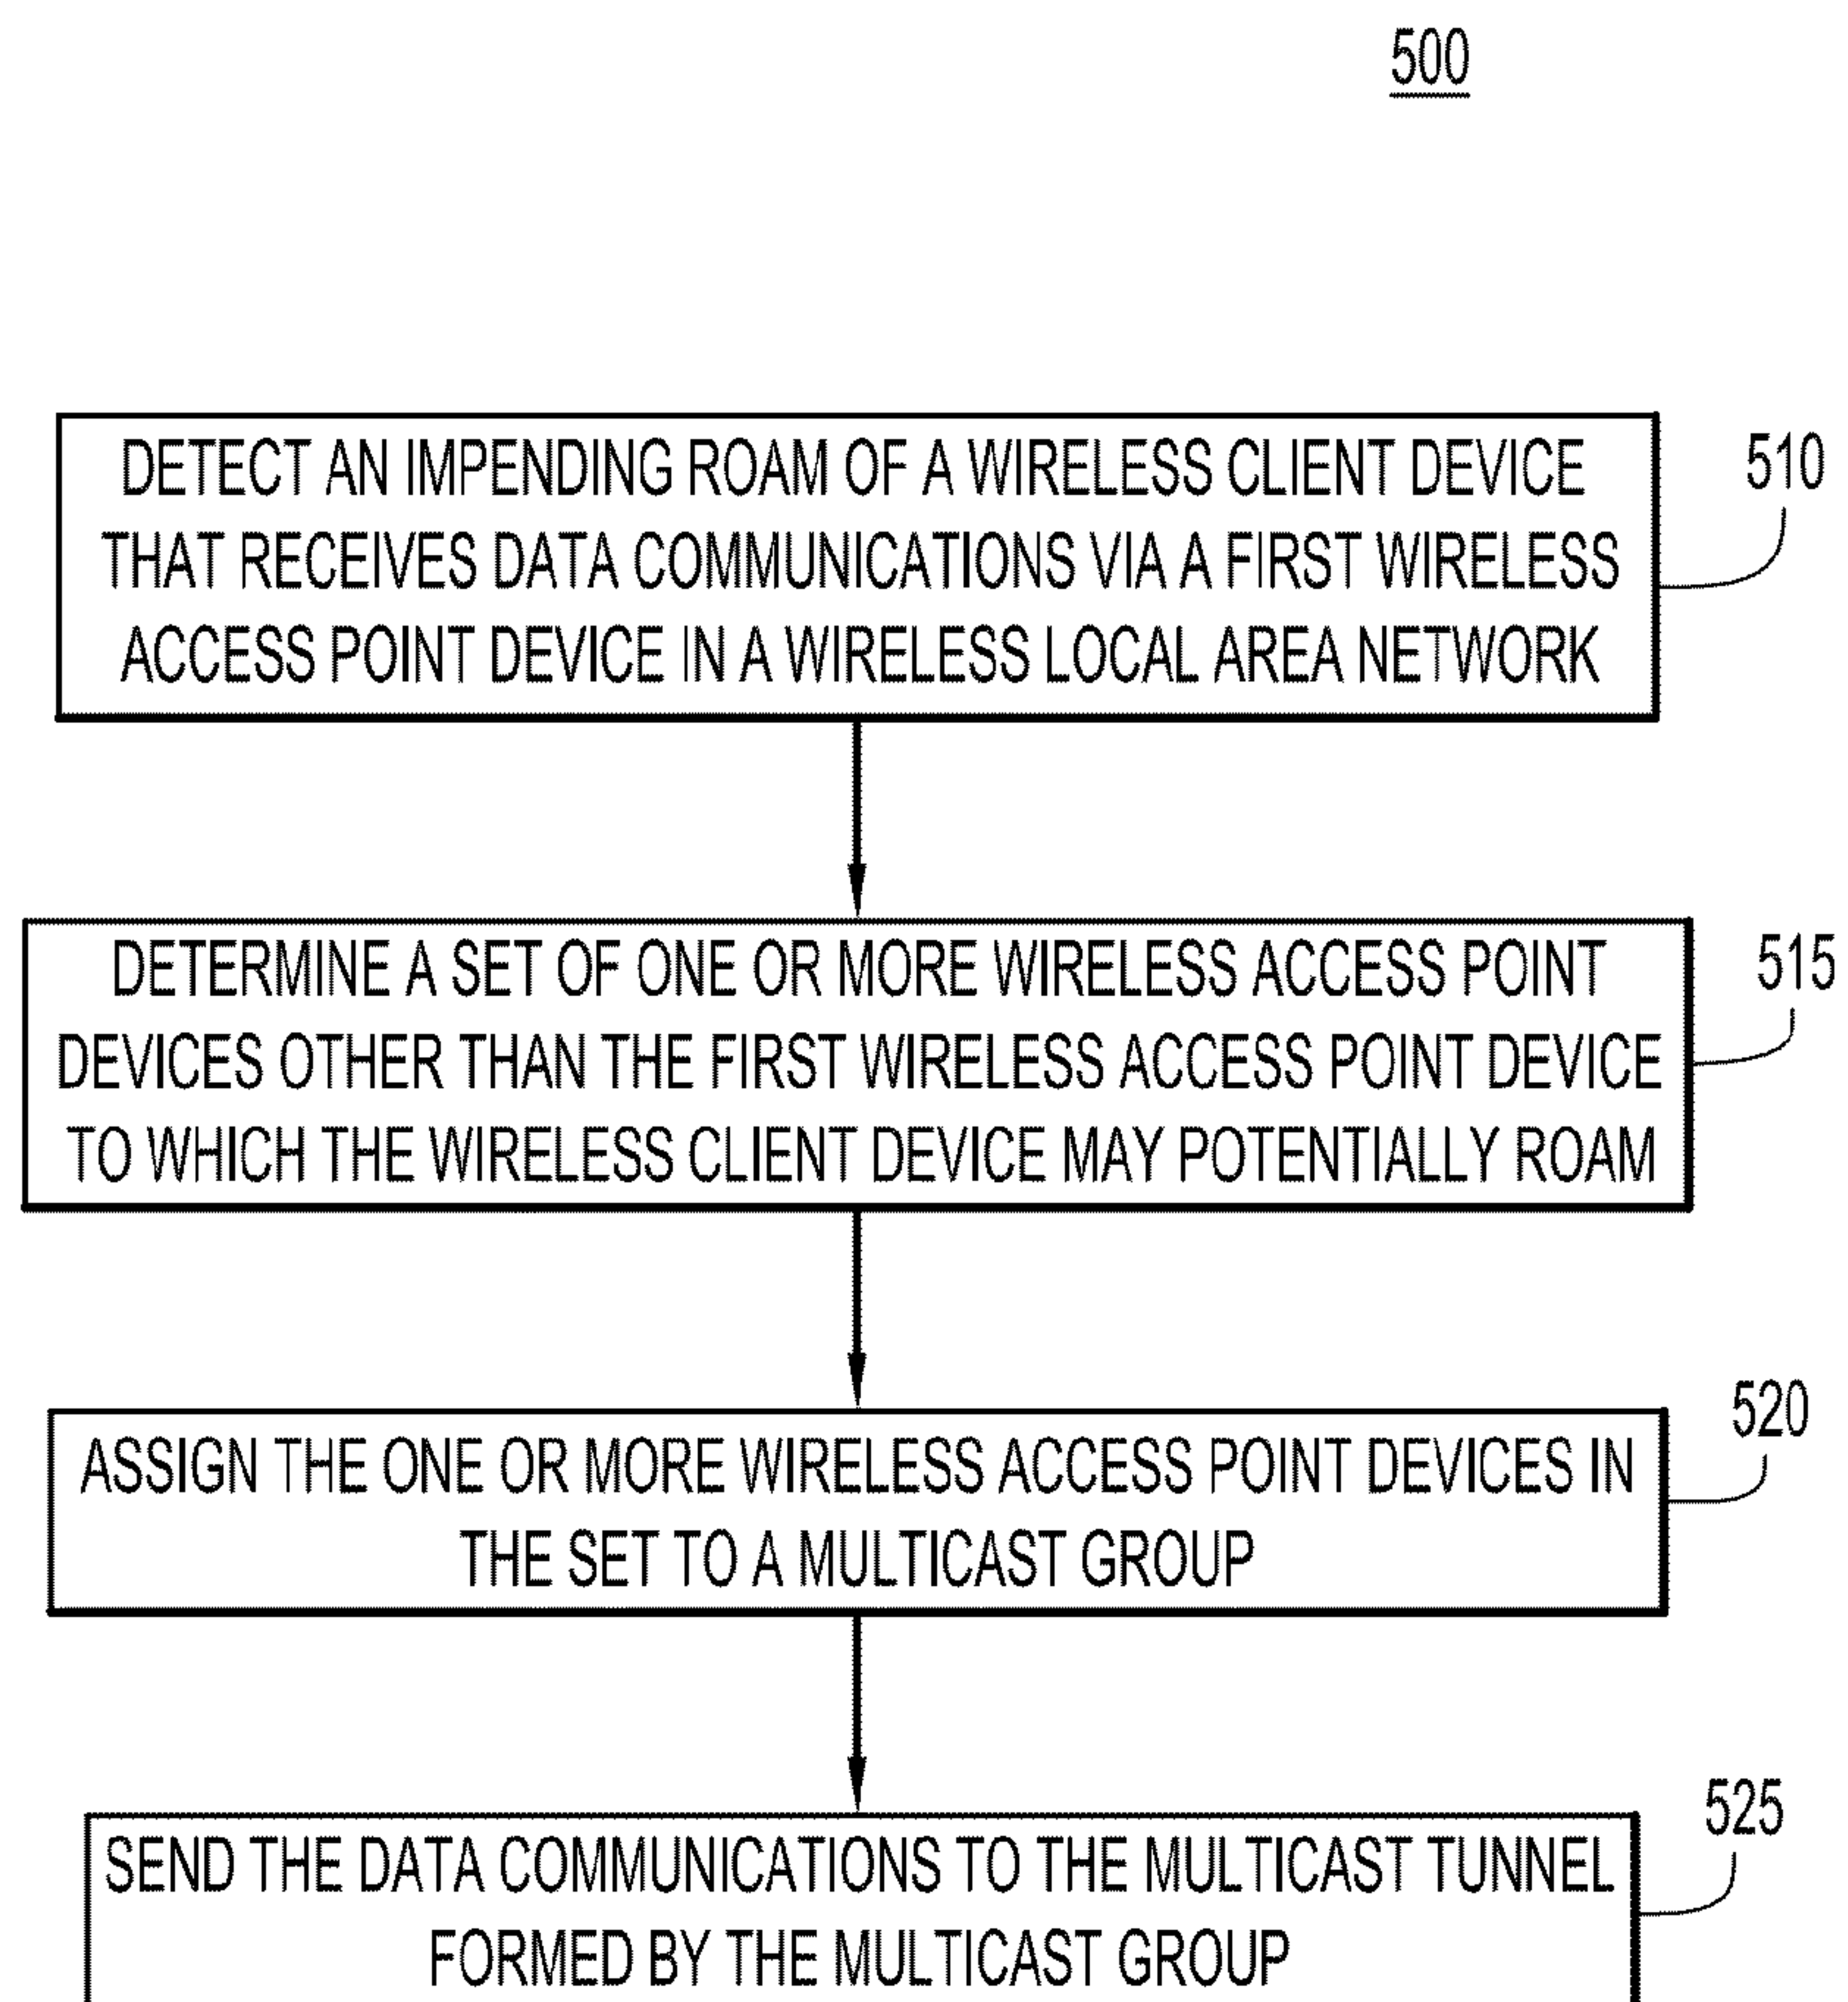 500
DETECT AN IMPENDING ROAM OF A WIRELESS CLIENT DEVICE
THAT RECEIVES DATA COMMUNICATIONS VIA A FIRST WIRELESS
ACCESS POINT DEVICE IN A WIRELESS LOCAL AREA NETWORK
510
DETERMINE A SET OF ONE OR MORE WIRELESS ACCESS POINT
DEVICES OTHER THAN THE FIRST WIRELESS ACCESS POINT DEVICE
TO WHICH THE WIRELESS CLIENT DEVICE MAY POTENTIALLY ROAM
515
ASSIGN THE ONE OR MORE WIRELESS ACCESS POINT DEVICES IN
THE SET TO A MULTICAST GROUP
520
SEND THE DATA COMMUNICATIONS TO THE MULTICAST TUNNEL
FORMED BY THE MULTICAST GROUP
525